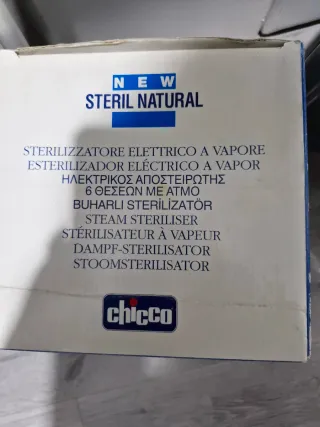 NEW
STERIL NATURAL
STERILIZZATORE ELETTRICO A VAPORE
ESTERILIZADOR ELÉCTRICO A VAPOR
ΗΛΕΚΤΡΙΚΟΣ ΑΠΟΣΤΕΙΡΩΤΗΣ
6 ΘΕΣΕΩΝ ΜΕ ΑΤΜΟ
BUHARLI STERİLİZATÖR
STEAM STERILISER
STÉRILISATEUR À VAPEUR
DAMPF-STERILISATOR
STOOMSTERILISATOR
chicco